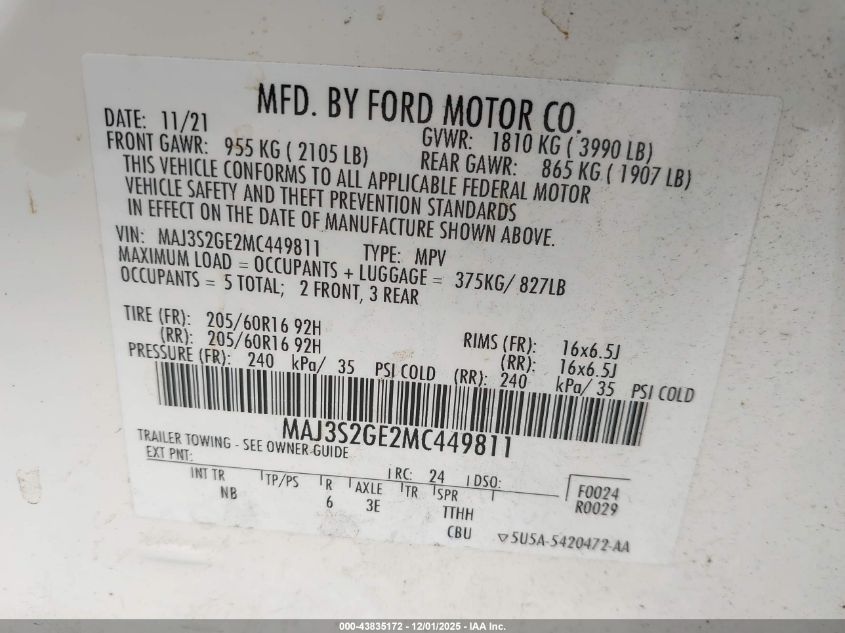 MFD. BY FORD MOTOR CO.
DATE: 11/21 GVWR: 1810 KG ( 3990 LB)
FRONT GAWR: 955 KG ( 2105 LB) REAR GAWR: 865 KG ( 1907 LB)
THIS VEHICLE CONFORMS TO ALL APPLICABLE FEDERAL MOTOR
VEHICLE SAFETY AND THEFT PREVENTION STANDARDS
IN EFFECT ON THE DATE OF MANUFACTURE SHOWN ABOVE.
VIN: MAJ3S2GE2MC449811 TYPE: MPV
MAXIMUM LOAD = OCCUPANTS + LUGGAGE = 375KG/ 827LB
OCCUPANTS = 5 TOTAL; 2 FRONT, 3 REAR
TIRE (FR): 205/60R16 92H RIMS (FR): 16x6.5J
(RR): 205/60R16 92H (RR): 16x6.5J
PRESSURE (FR): 240 kPa/ 35 PSI COLD (RR): 240 kPa/ 35 PSI COLD
MAJ3S2GE2MC449811
TRAILER TOWING - SEE OWNER GUIDE
EXT PNT: RC: 24 DSO:
INT TR TP/PS R AXLE TR SPR F0024
NB 6 3E TTHH R0029
CBU ▽5U5A-5420472-AA
000-43835172 - 12/01/2025 - IAA Inc.